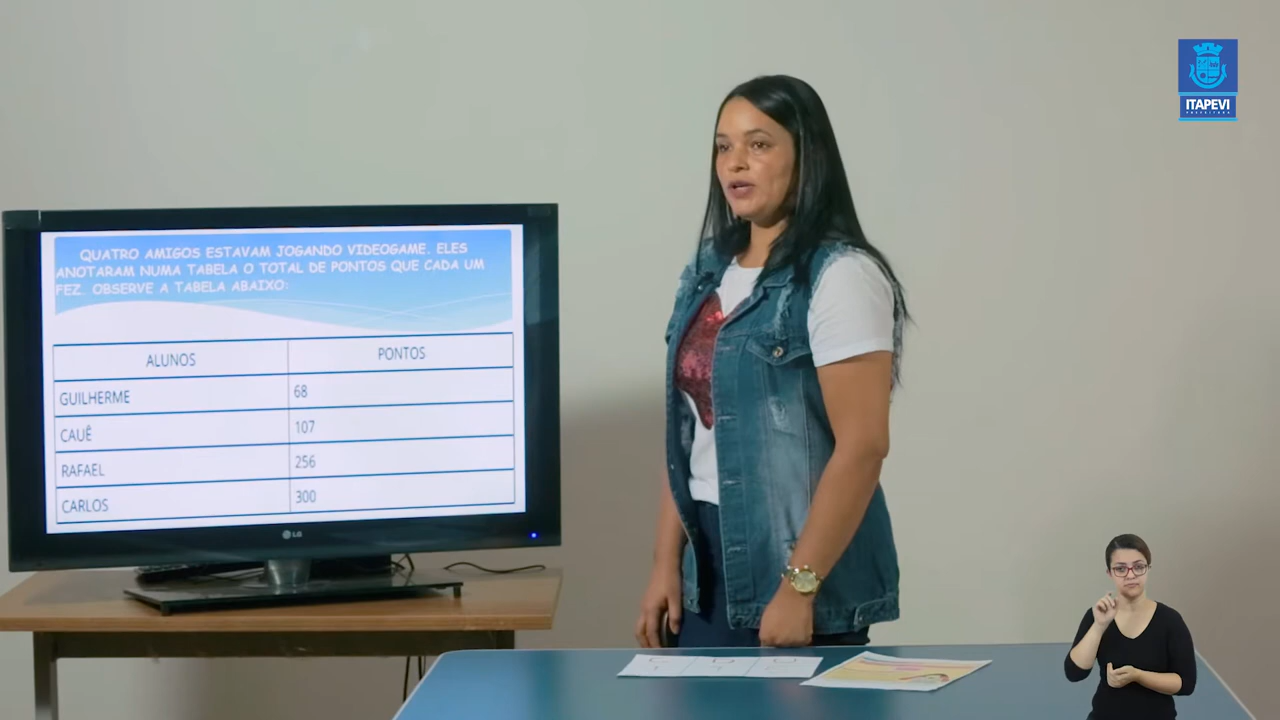 QUATRO AMIGOS ESTAVAM JOGANDO VIDEOGAME. ELES
ANOTARAM NUMA TABELA O TOTAL DE PONTOS QUE CADA UM
FEZ. OBSERVE A TABELA ABAIXO:
ALUNOS PONTOS
GUILHERME 68
CAUÊ 107
RAFAEL 256
CARLOS 300
LG
ITAPEVI
PREFEITURA
C D U